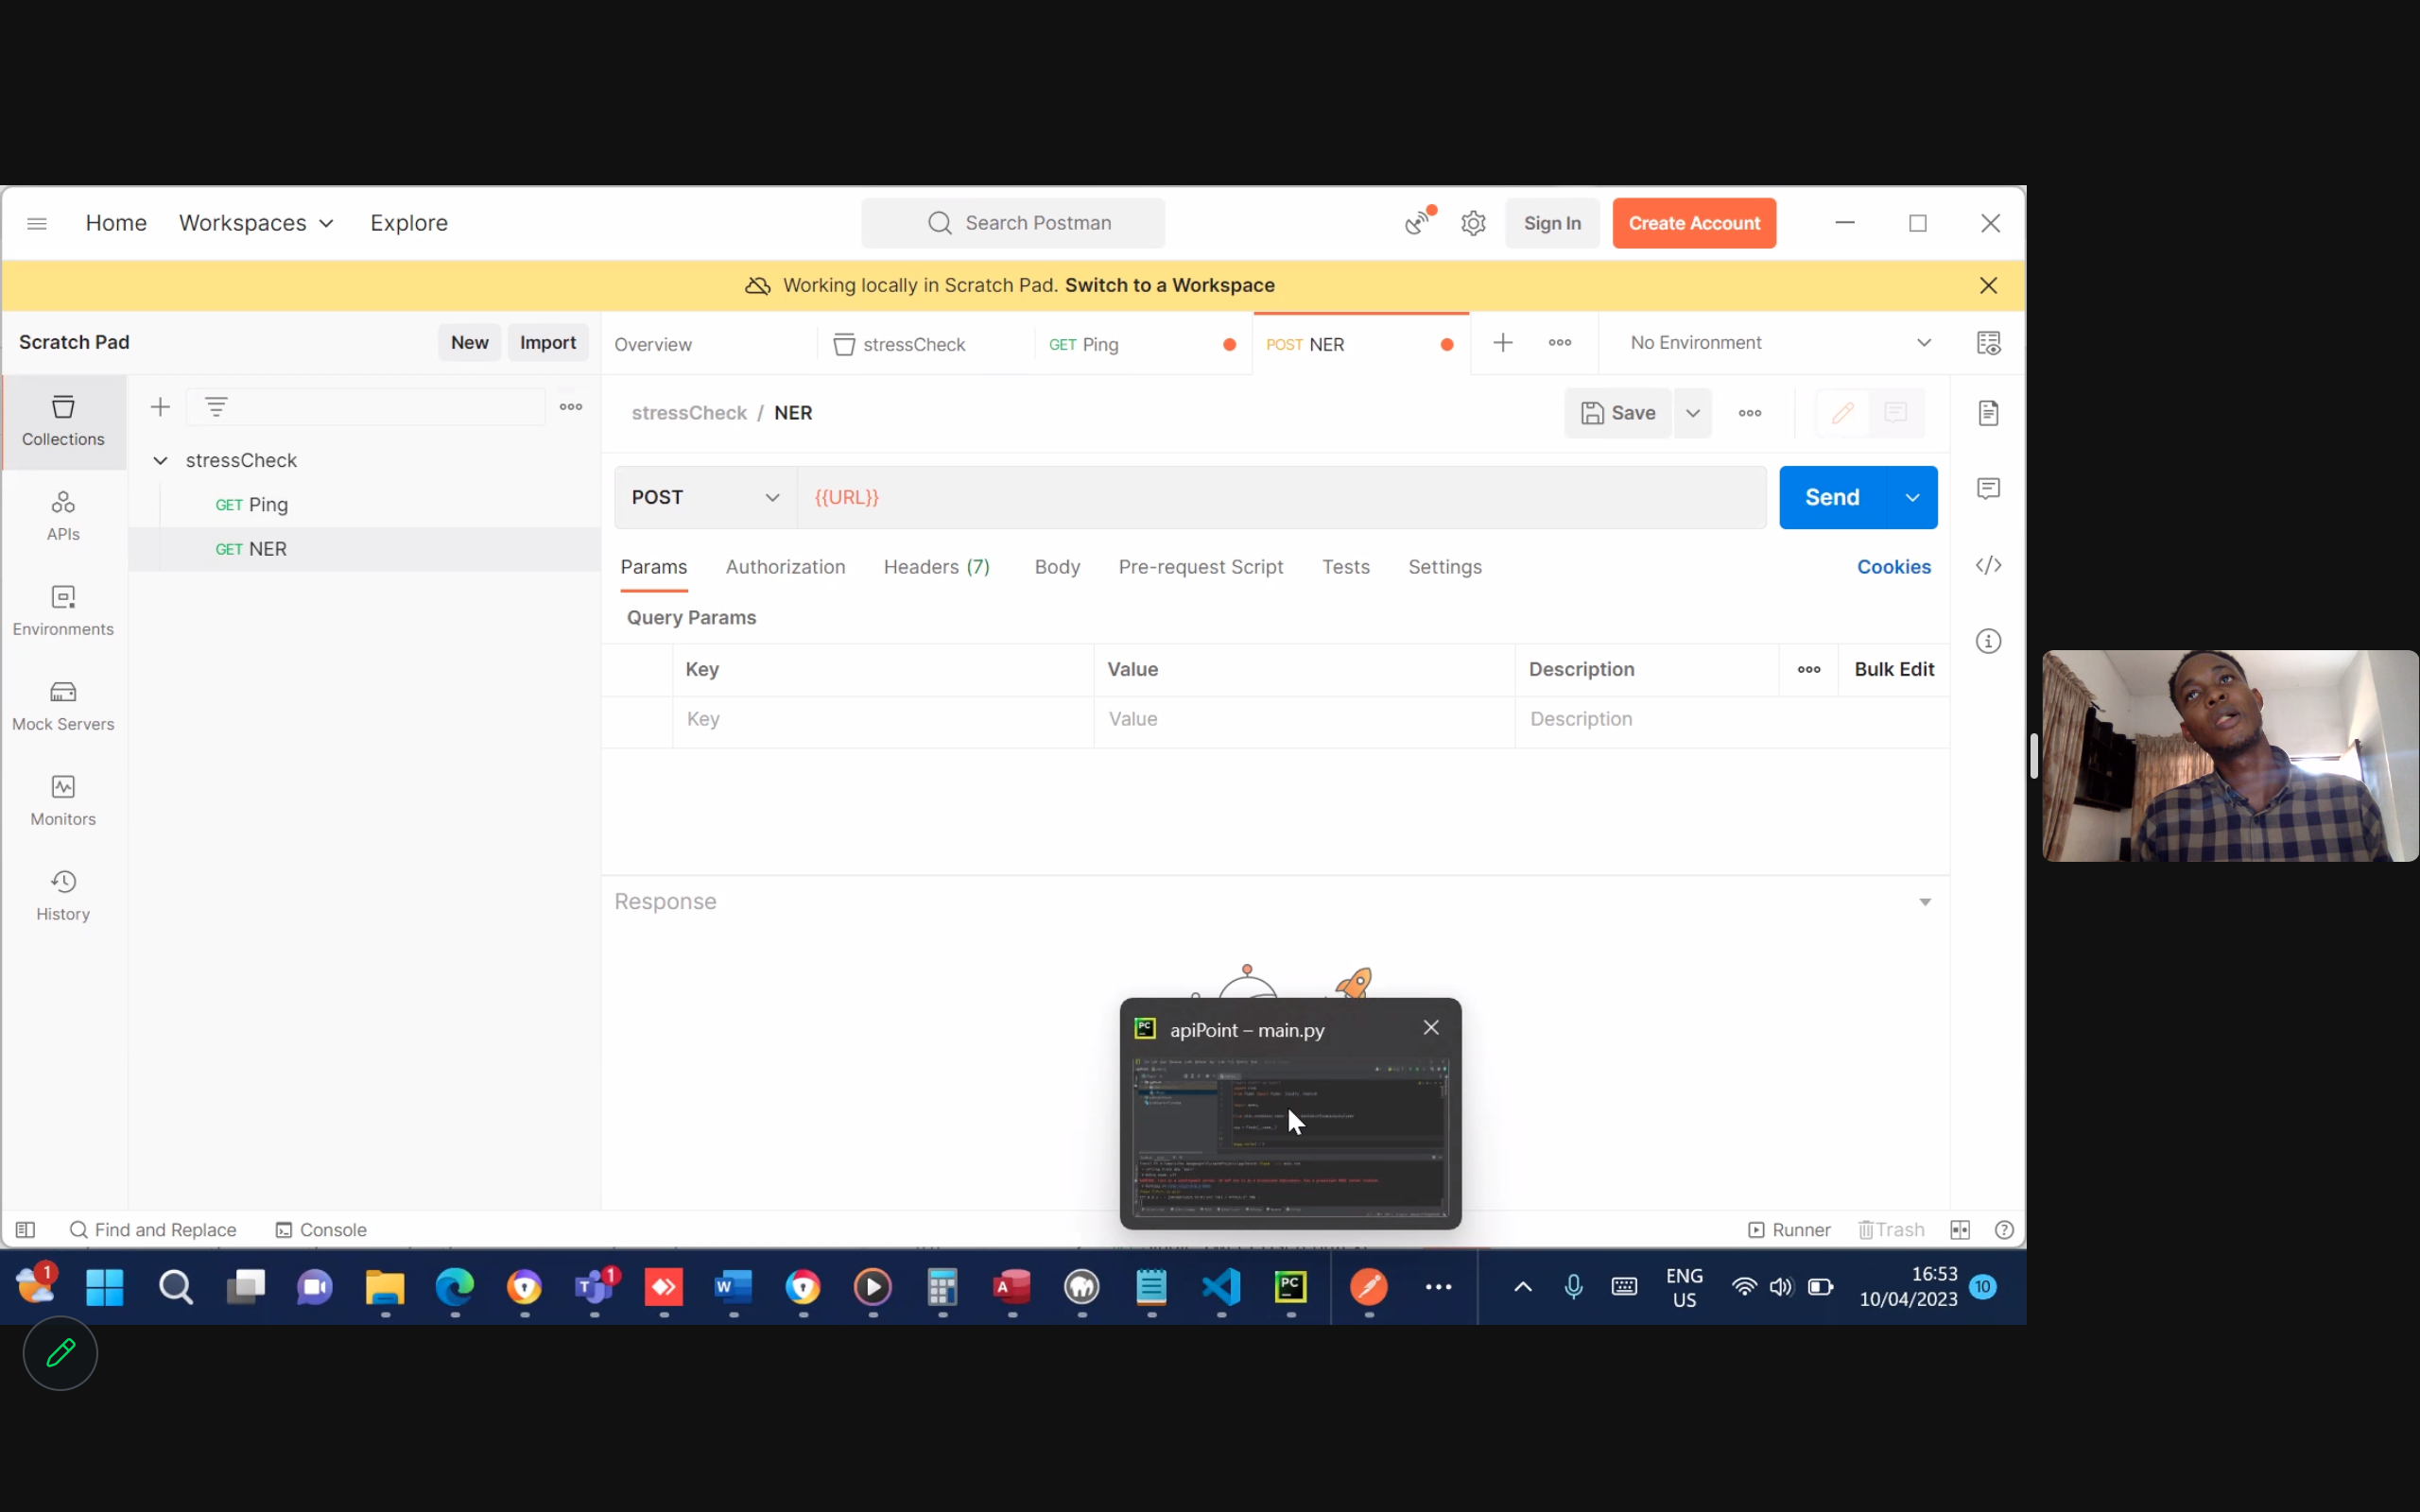 Home Workspaces Explore Search Postman Sign In Create Account
Working locally in Scratch Pad. Switch to a Workspace
Scratch Pad New Import Overview stressCheck GET Ping POST NER No Environment
Collections
stressCheck / NER Save
stressCheck
GET Ping
GET NER
APIs
Environments
Mock Servers
Monitors
History
POST {{URL}} Send
Params Authorization Headers (7) Body Pre-request Script Tests Settings Cookies
Query Params
Key Value Description Bulk Edit
Key Value Description
Response
PC apiPoint – main.py
Find and Replace Console Runner Trash
1 T 1 W A PC ENG
US 16:53
10/04/2023 10